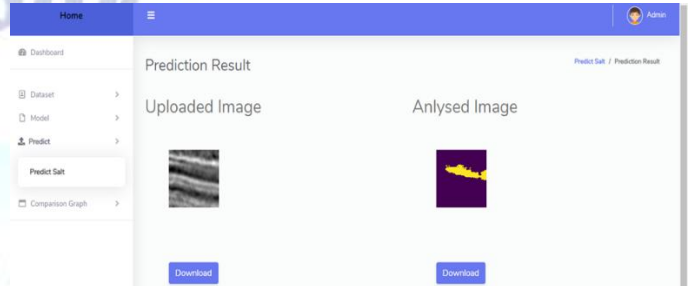 Home
Admin
Dashboard
Prediction Result
Predict Salt / Prediction Result
Dataset
Model
Predict
Predict Salt
Comparison Graph
Uploaded Image
Anlysed Image
Download
Download